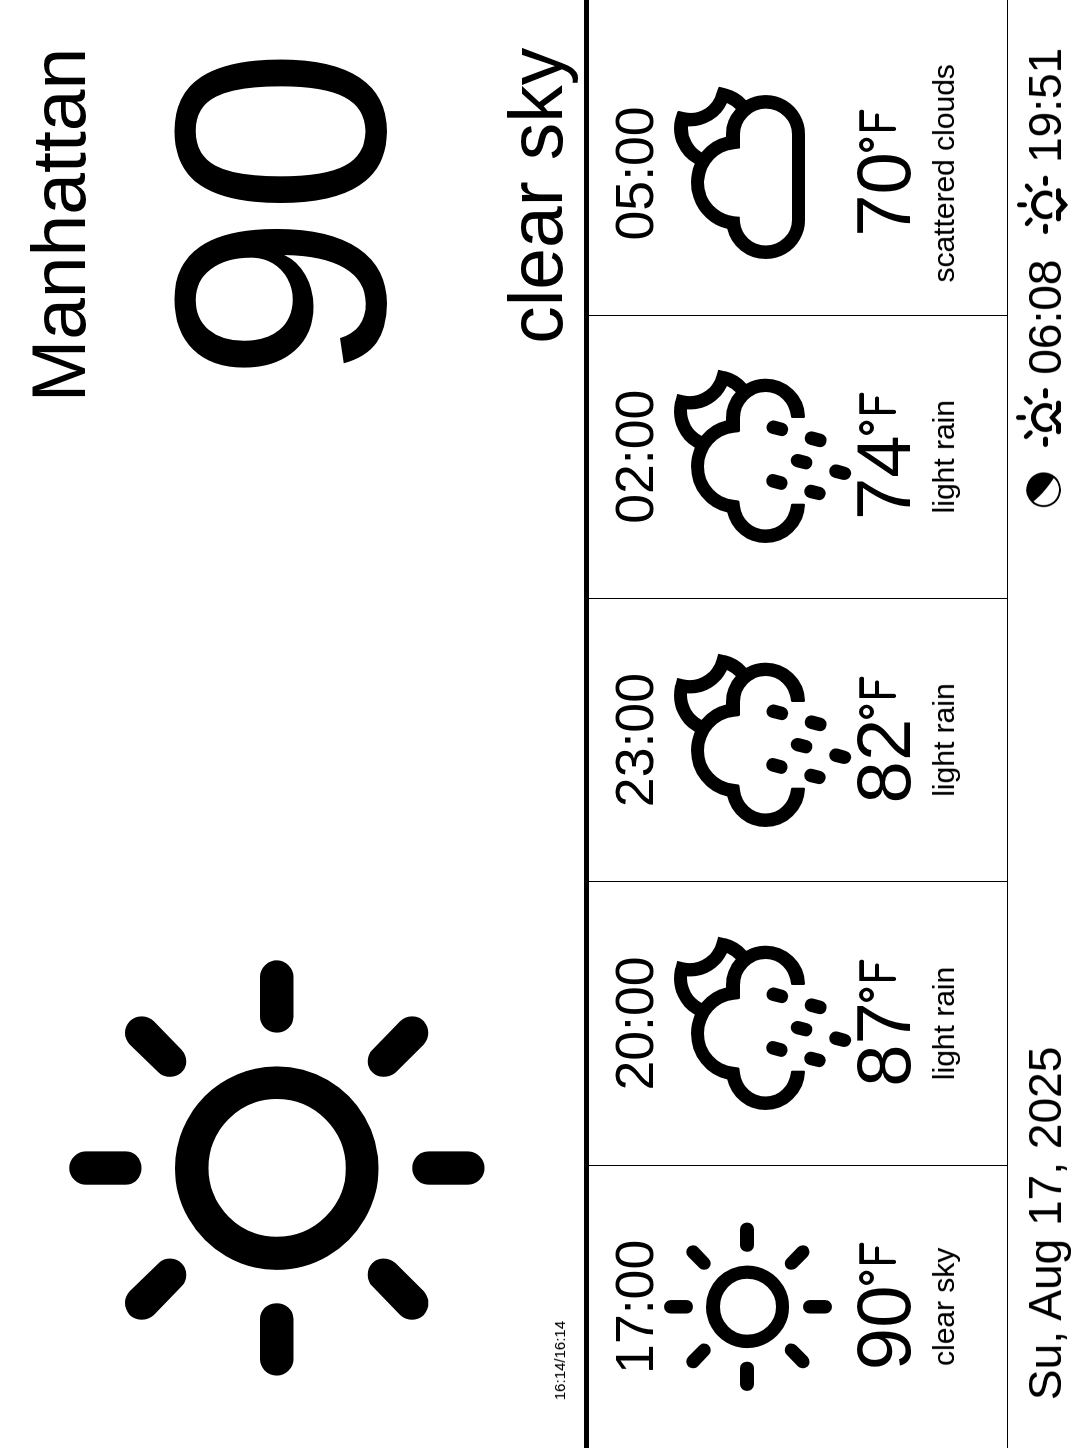 Manhattan
90
clear sky
16:14/16:14
17:00
90°F
clear sky
20:00
87°F
light rain
23:00
82°F
light rain
02:00
74°F
light rain
05:00
70°F
scattered clouds
Su, Aug 17, 2025
06:08
19:51